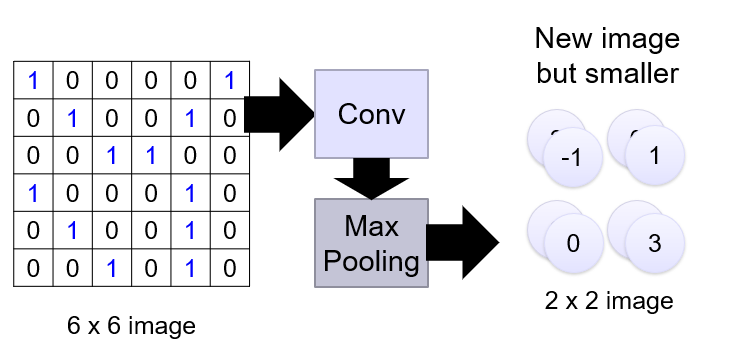 New image
but smaller
1 0 0 0 0 1
0 1 0 0 1 0
0 0 1 1 0 0
1 0 0 0 1 0
0 1 0 0 1 0
0 0 1 0 1 0
6 x 6 image
Conv
Max
Pooling
-1 1
0 3
2 x 2 image